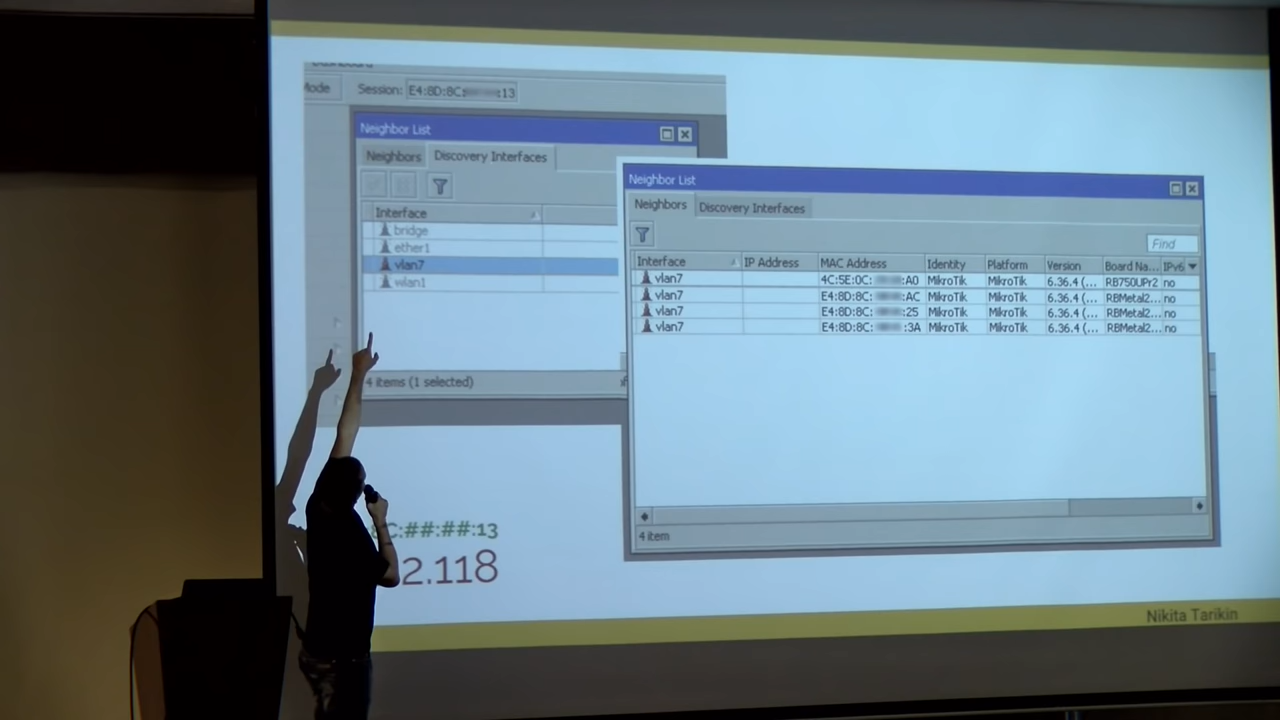 Mode Session: E4:8D:8C: :13
Neighbor List
Neighbors Discovery Interfaces
Interface
bridge
ether1
vlan7
wlan1
4 items (1 selected)
Neighbor List
Neighbors Discovery Interfaces
Find
Interface IP Address MAC Address Identity Platform Version Board Na... IPv6
vlan7 4C:5E:0C: :A0 MikroTik MikroTik 6.36.4 (... RB750UPr2 no
vlan7 E4:8D:8C: :AC MikroTik MikroTik 6.36.4 (... RBMetal2... no
vlan7 E4:8D:8C: :25 MikroTik MikroTik 6.36.4 (... RBMetal2... no
vlan7 E4:8D:8C: :3A MikroTik MikroTik 6.36.4 (... RBMetal2... no
4 item
8C:##:##:13
2.118
Nikita Tarikin